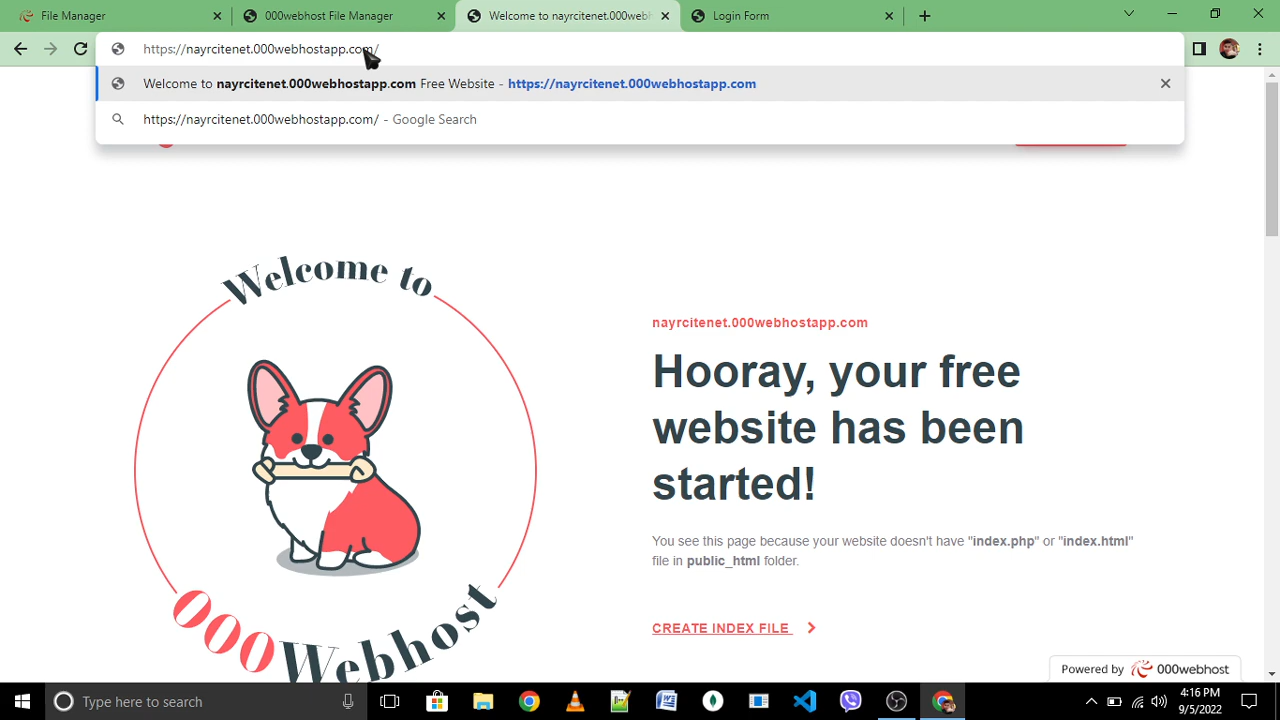 File Manager
000webhost File Manager
Welcome to nayrcitenet.000webh
Login Form
https://nayrcitenet.000webhostapp.com/
Welcome to nayrcitenet.000webhostapp.com Free Website - https://nayrcitenet.000webhostapp.com
https://nayrcitenet.000webhostapp.com/ - Google Search
Welcome to
000Webhost
nayrcitenet.000webhostapp.com
Hooray, your free
website has been
started!
You see this page because your website doesn't have "index.php" or "index.html"
file in public_html folder.
CREATE INDEX FILE
Powered by 000webhost
Type here to search
4:16 PM
9/5/2022